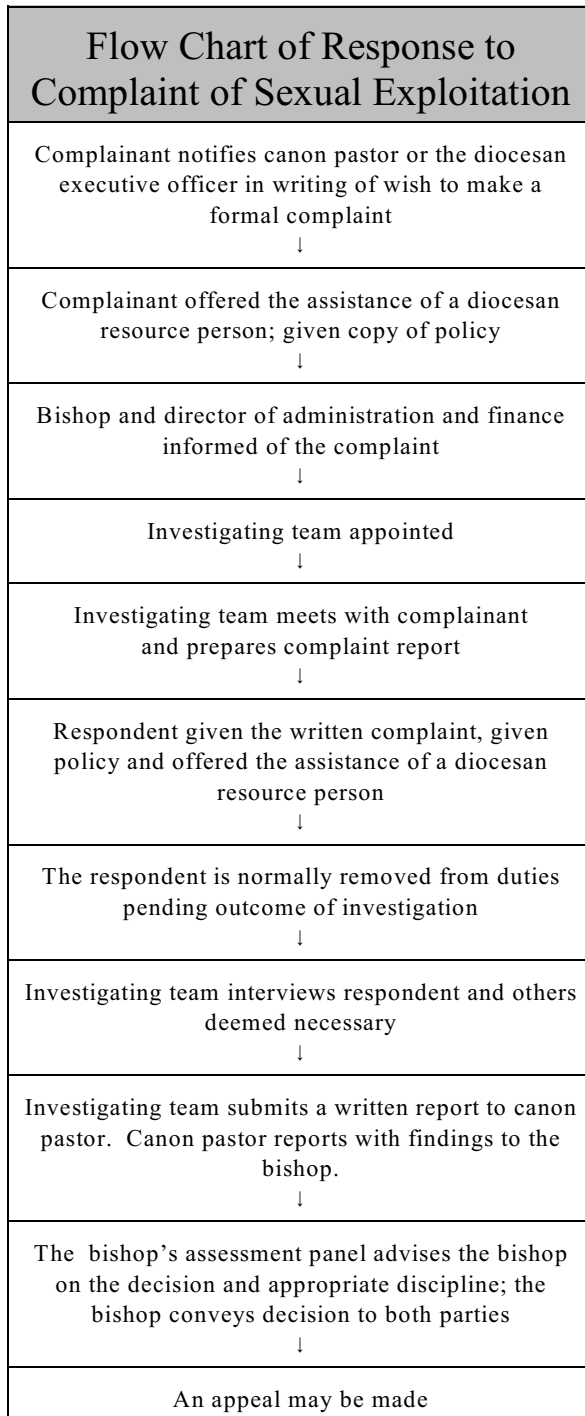 Flow Chart of Response to
Complaint of Sexual Exploitation
Complainant notifies canon pastor or the diocesan
executive officer in writing of wish to make a
formal complaint
↓
Complainant offered the assistance of a diocesan
resource person; given copy of policy
↓
Bishop and director of administration and finance
informed of the complaint
↓
Investigating team appointed
↓
Investigating team meets with complainant
and prepares complaint report
↓
Respondent given the written complaint, given
policy and offered the assistance of a diocesan
resource person
↓
The respondent is normally removed from duties
pending outcome of investigation
↓
Investigating team interviews respondent and others
deemed necessary
↓
Investigating team submits a written report to canon
pastor. Canon pastor reports with findings to the
bishop.
↓
The bishop's assessment panel advises the bishop
on the decision and appropriate discipline; the
bishop conveys decision to both parties
↓
An appeal may be made